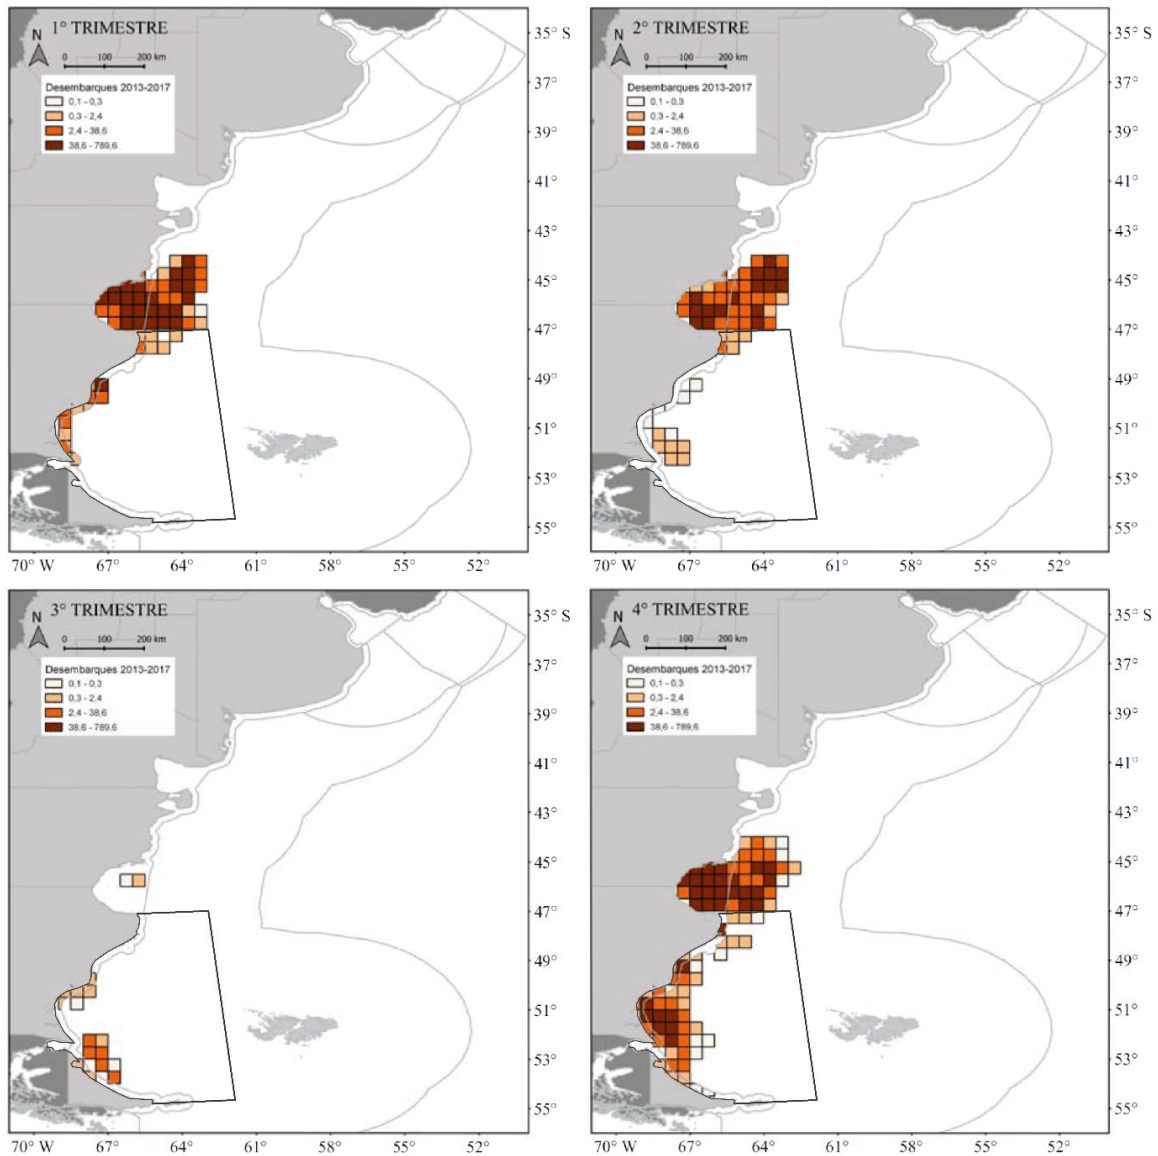 1° TRIMESTRE
N
0 100 200 km
Desembarques 2013-2017
0,1 - 0,3
0,3 - 2,4
2,4 - 38,6
38,6 - 789,6
35° S
37°
39°
41°
43°
45°
47°
49°
51°
53°
55°
70° W 67° 64° 61° 58° 55° 52°
2° TRIMESTRE
N
0 100 200 km
Desembarques 2013-2017
0,1 - 0,3
0,3 - 2,4
2,4 - 38,6
38,6 - 789,6
35° S
37°
39°
41°
43°
45°
47°
49°
51°
53°
55°
70° W 67° 64° 61° 58° 55° 52°
3° TRIMESTRE
N
0 100 200 km
Desembarques 2013-2017
0,1 - 0,3
0,3 - 2,4
2,4 - 38,6
38,6 - 789,6
35° S
37°
39°
41°
43°
45°
47°
49°
51°
53°
55°
70° W 67° 64° 61° 58° 55° 52°
4° TRIMESTRE
N
0 100 200 km
Desembarques 2013-2017
0,1 - 0,3
0,3 - 2,4
2,4 - 38,6
38,6 - 789,6
35° S
37°
39°
41°
43°
45°
47°
49°
51°
53°
55°
70° W 67° 64° 61° 58° 55° 52°